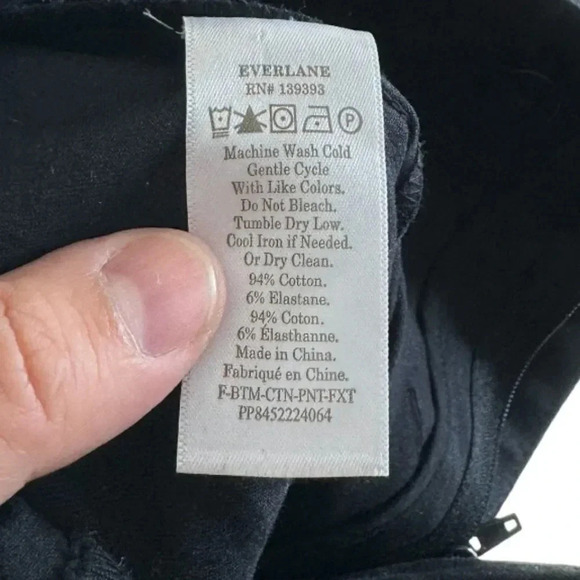 EVERLANE
RN# 139393
P
Machine Wash Cold
Gentle Cycle
With Like Colors.
Do Not Bleach.
Tumble Dry Low.
Cool Iron if Needed.
Or Dry Clean.
94% Cotton.
6% Elastane.
94% Coton.
6% Élasthanne.
Made in China.
Fabriqué en Chine.
F-BTM-CTN-PNT-FXT
PP8452224064